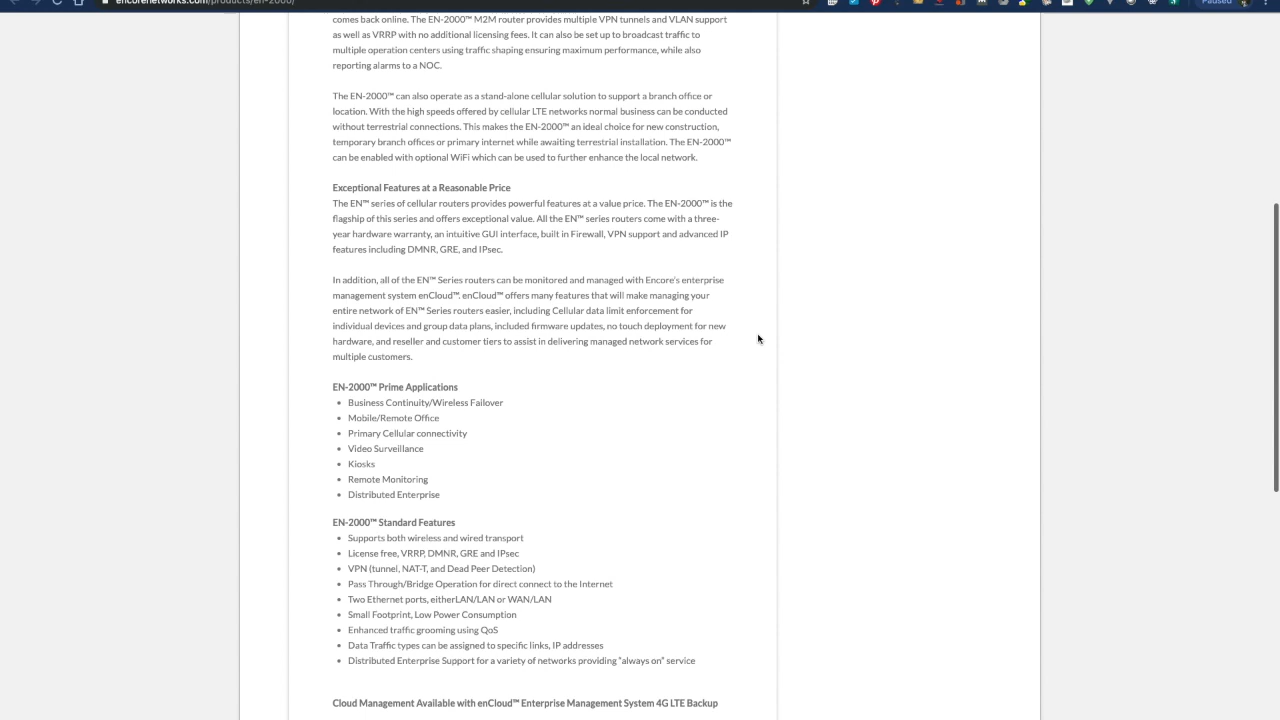 encorenetworks.com/products/en-2000/
Paused
comes back online. The EN-2000™ M2M router provides multiple VPN tunnels and VLAN support
as well as VRRP with no additional licensing fees. It can also be set up to broadcast traffic to
multiple operation centers using traffic shaping ensuring maximum performance, while also
reporting alarms to a NOC.
The EN-2000™ can also operate as a stand-alone cellular solution to support a branch office or
location. With the high speeds offered by cellular LTE networks normal business can be conducted
without terrestrial connections. This makes the EN-2000™ an ideal choice for new construction,
temporary branch offices or primary internet while awaiting terrestrial installation. The EN-2000™
can be enabled with optional WiFi which can be used to further enhance the local network.
Exceptional Features at a Reasonable Price
The EN™ series of cellular routers provides powerful features at a value price. The EN-2000™ is the
flagship of this series and offers exceptional value. All the EN™ series routers come with a three-
year hardware warranty, an intuitive GUI interface, built in Firewall, VPN support and advanced IP
features including DMNR, GRE, and IPsec.
In addition, all of the EN™ Series routers can be monitored and managed with Encore's enterprise
management system enCloud™. enCloud™ offers many features that will make managing your
entire network of EN™ Series routers easier, including Cellular data limit enforcement for
individual devices and group data plans, included firmware updates, no touch deployment for new
hardware, and reseller and customer tiers to assist in delivering managed network services for
multiple customers.
EN-2000™ Prime Applications
• Business Continuity/Wireless Failover
• Mobile/Remote Office
• Primary Cellular connectivity
• Video Surveillance
• Kiosks
• Remote Monitoring
• Distributed Enterprise
EN-2000™ Standard Features
• Supports both wireless and wired transport
• License free, VRRP, DMNR, GRE and IPsec
• VPN (tunnel, NAT-T, and Dead Peer Detection)
• Pass Through/Bridge Operation for direct connect to the Internet
• Two Ethernet ports, eitherLAN/LAN or WAN/LAN
• Small Footprint, Low Power Consumption
• Enhanced traffic grooming using QoS
• Data Traffic types can be assigned to specific links, IP addresses
• Distributed Enterprise Support for a variety of networks providing “always on” service
Cloud Management Available with enCloud™ Enterprise Management System 4G LTE Backup